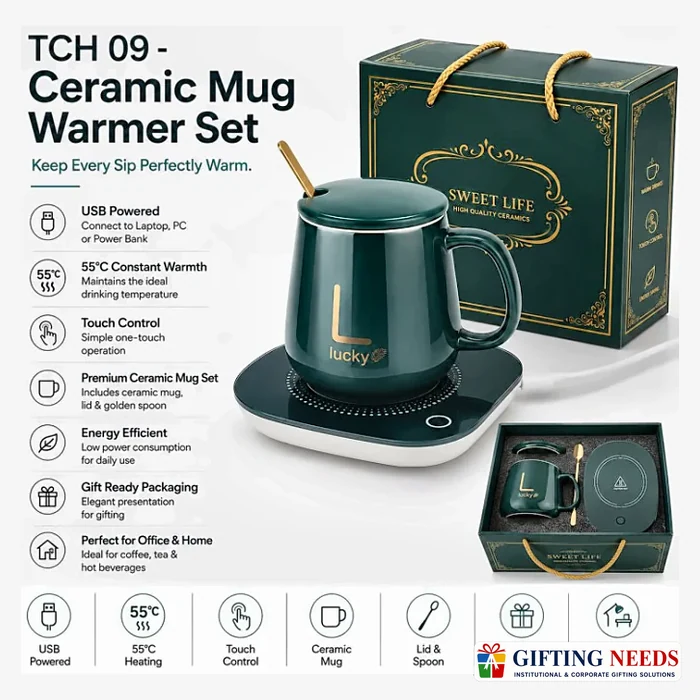 TCH 09 -
Ceramic Mug
Warmer Set
Keep Every Sip Perfectly Warm.
USB Powered
Connect to Laptop, PC
or Power Bank
55°C
55°C Constant Warmth
Maintains the ideal
drinking temperature
Touch Control
Simple one-touch
operation
Premium Ceramic Mug Set
Includes ceramic mug,
lid & golden spoon
Energy Efficient
Low power consumption
for daily use
Gift Ready Packaging
Elegant presentation
for gifting
Perfect for Office & Home
Ideal for coffee, tea &
hot beverages
SWEET LIFE
HIGH QUALITY CERAMICS
TOUCH CONTROL
L
lucky
L
lucky
SWEET LIFE
55°C
USB
Powered
55°C
Heating
Touch
Control
Ceramic
Mug
Lid &
Spoon
GIFTING NEEDS
INSTITUTIONAL & CORPORATE GIFTING SOLUTIONS